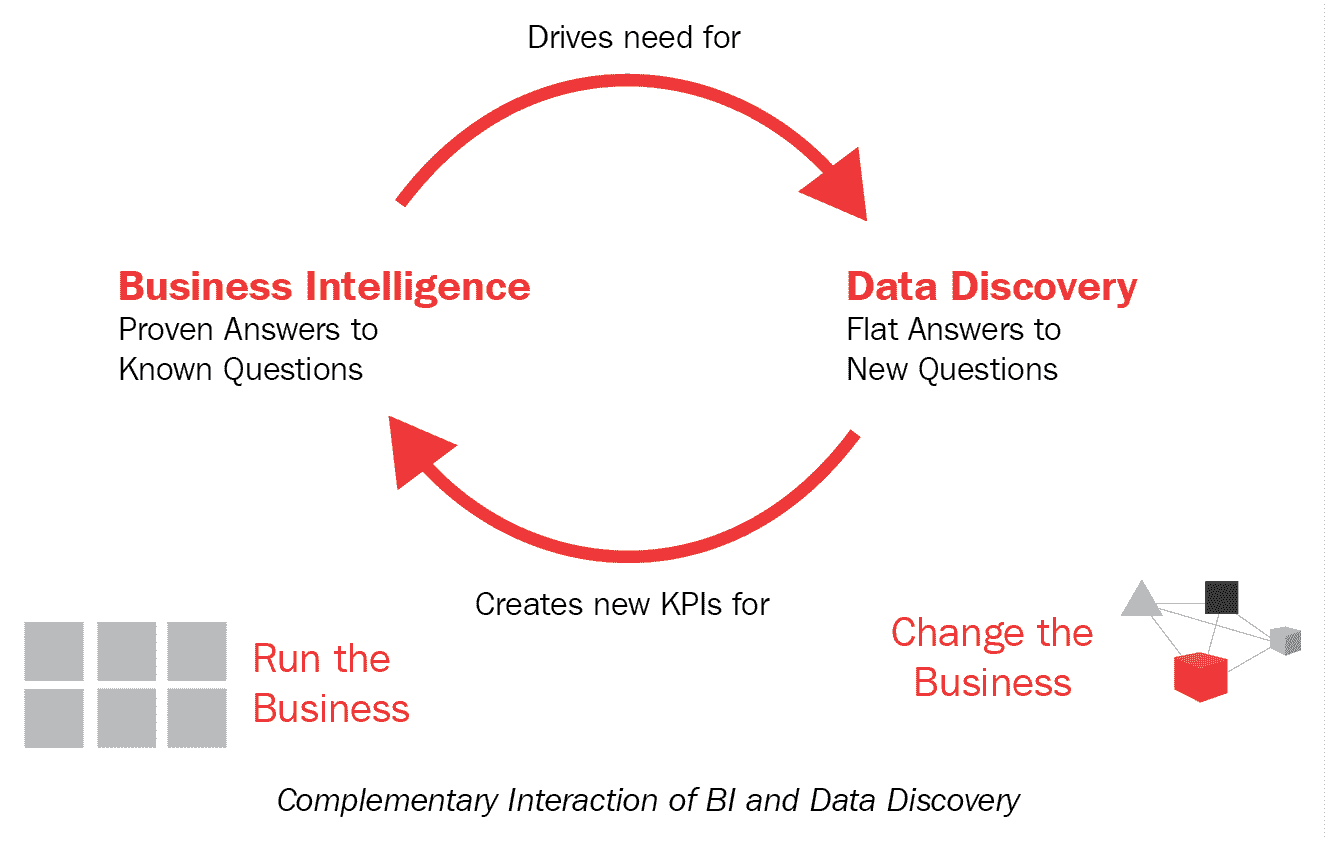 Drives need for
Business Intelligence
Proven Answers to
Known Questions
Data Discovery
Flat Answers to
New Questions
Creates new KPIs for
Run the
Business
Change the
Business
Complementary Interaction of BI and Data Discovery